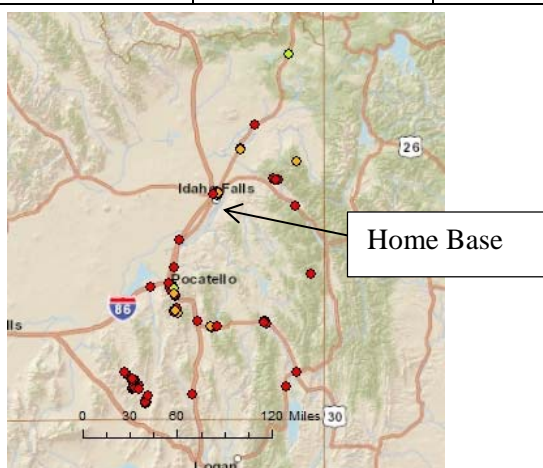 26
Idaho Falls
Home Base
Pocatello
86
lls
0 30 60 120 Miles
30
Logan